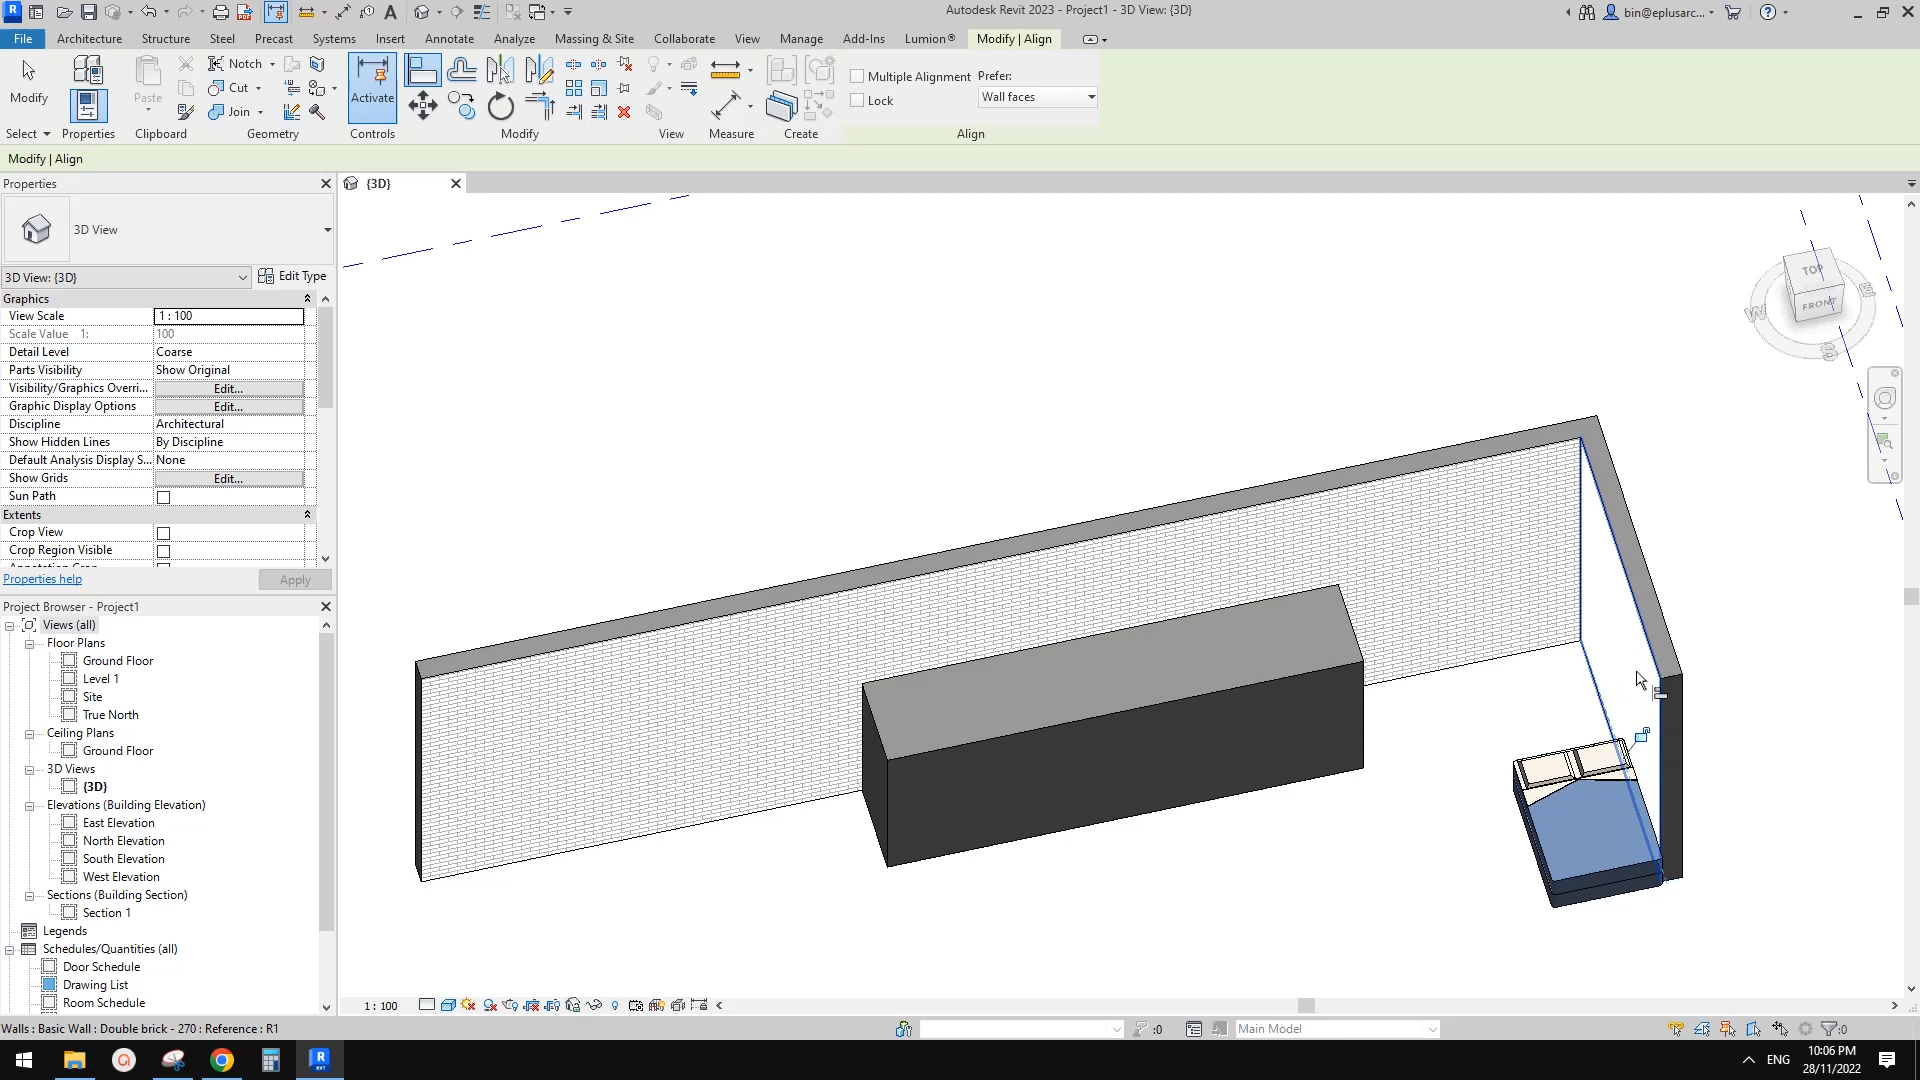 Autodesk Revit 2023 - Project1 - 3D View: {3D}
bin@eplusarc...
File
Architecture
Structure
Steel
Precast
Systems
Insert
Annotate
Analyze
Massing & Site
Collaborate
View
Manage
Add-Ins
Lumion®
Modify | Align
Modify
Paste
Notch
Cut
Join
Activate
Multiple Alignment
Lock
Prefer:
Wall faces
Select
Properties
Clipboard
Geometry
Controls
Modify
View
Measure
Create
Align
Modify | Align
Properties
3D View
3D View: {3D}
Edit Type
Graphics
View Scale 1 : 100
Scale Value 1: 100
Detail Level Coarse
Parts Visibility Show Original
Visibility/Graphics Overri... Edit...
Graphic Display Options Edit...
Discipline Architectural
Show Hidden Lines By Discipline
Default Analysis Display S... None
Show Grids Edit...
Sun Path
Extents
Crop View
Crop Region Visible
Properties help
Apply
Project Browser - Project1
Views (all)
Floor Plans
Ground Floor
Level 1
Site
True North
Ceiling Plans
Ground Floor
3D Views
{3D}
Elevations (Building Elevation)
East Elevation
North Elevation
South Elevation
West Elevation
Sections (Building Section)
Section 1
Legends
Schedules/Quantities (all)
Door Schedule
Drawing List
Room Schedule
{3D}
TOP
FRONT
W
E
S
1 : 100
Walls : Basic Wall : Double brick - 270 : Reference : R1
:0
Main Model
:0
ENG
10:06 PM
28/11/2022